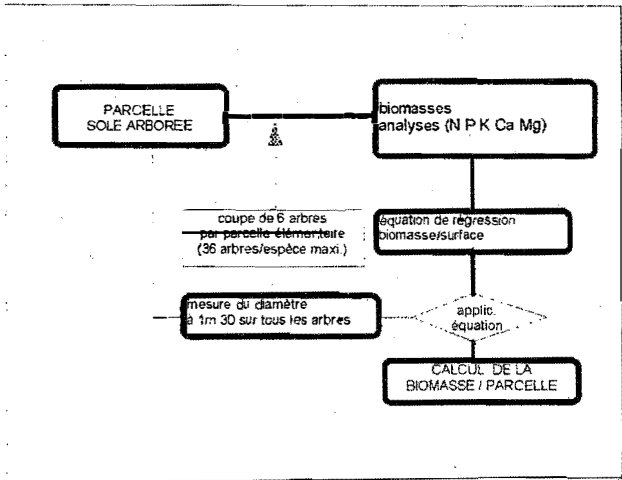 PARCELLE
SOLE ARBOREE
biomasses
analyses (N P K Ca Mg)
coupe de 6 arbres
par parcelle élémentaire
(36 arbres/espèce maxi.)
équation de régression
biomasse/surface
mesure du diamètre
à 1m 30 sur tous les arbres
applic.
équation
CALCUL DE LA
BIOMASSE / PARCELLE